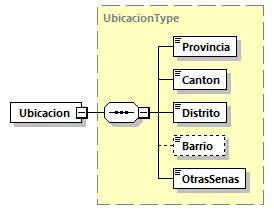 UbicacionType
Provincia
Canton
Ubicacion
Distrito
Barrio
OtrasSenas